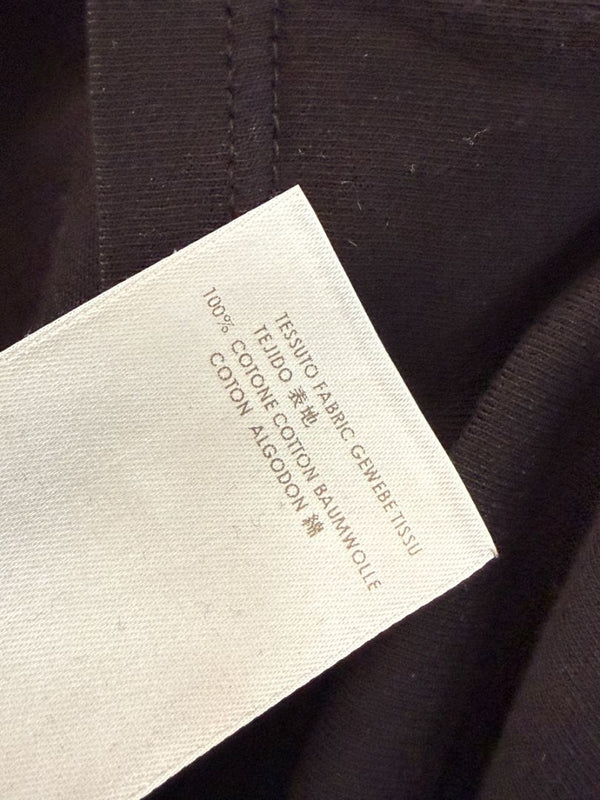 TESSUTO FABRIC GEWEBE TISSU
TEJIDO 表地
100% COTONE COTTON BAUMWOLLE
COTON ALGODON 綿